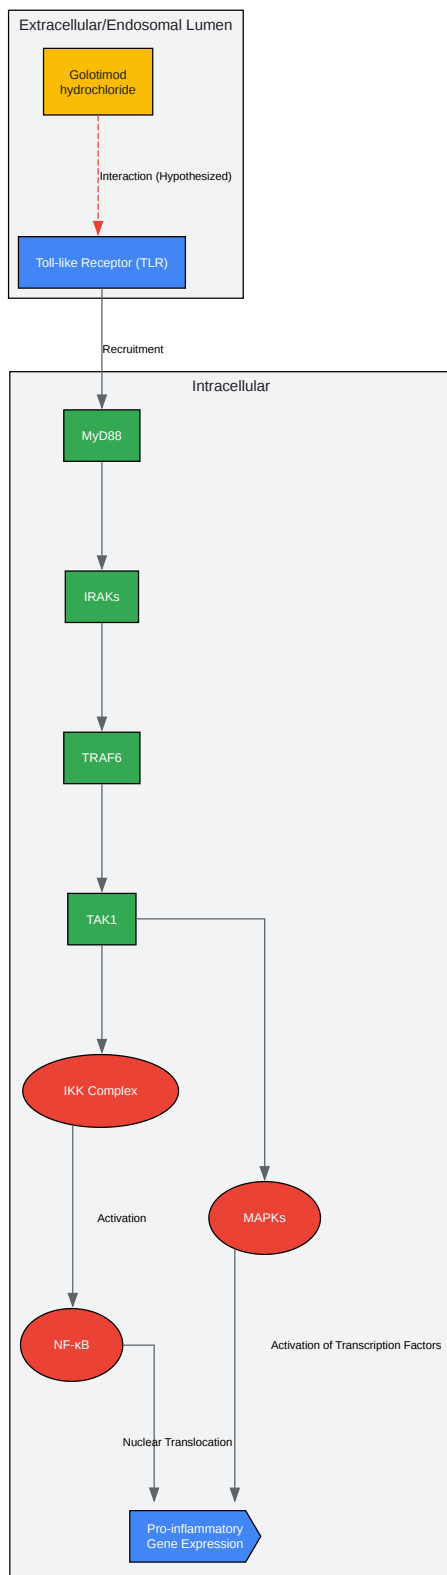 Extracellular/Endosomal Lumen
Golotimod
hydrochloride
Interaction (Hypothesized)
Toll-like Receptor (TLR)
Recruitment
Intracellular
MyD88
IRAKs
TRAF6
TAK1
IKK Complex
Activation
MAPKs
NF-κB
Activation of Transcription Factors
Nuclear Translocation
Pro-inflammatory
Gene Expression